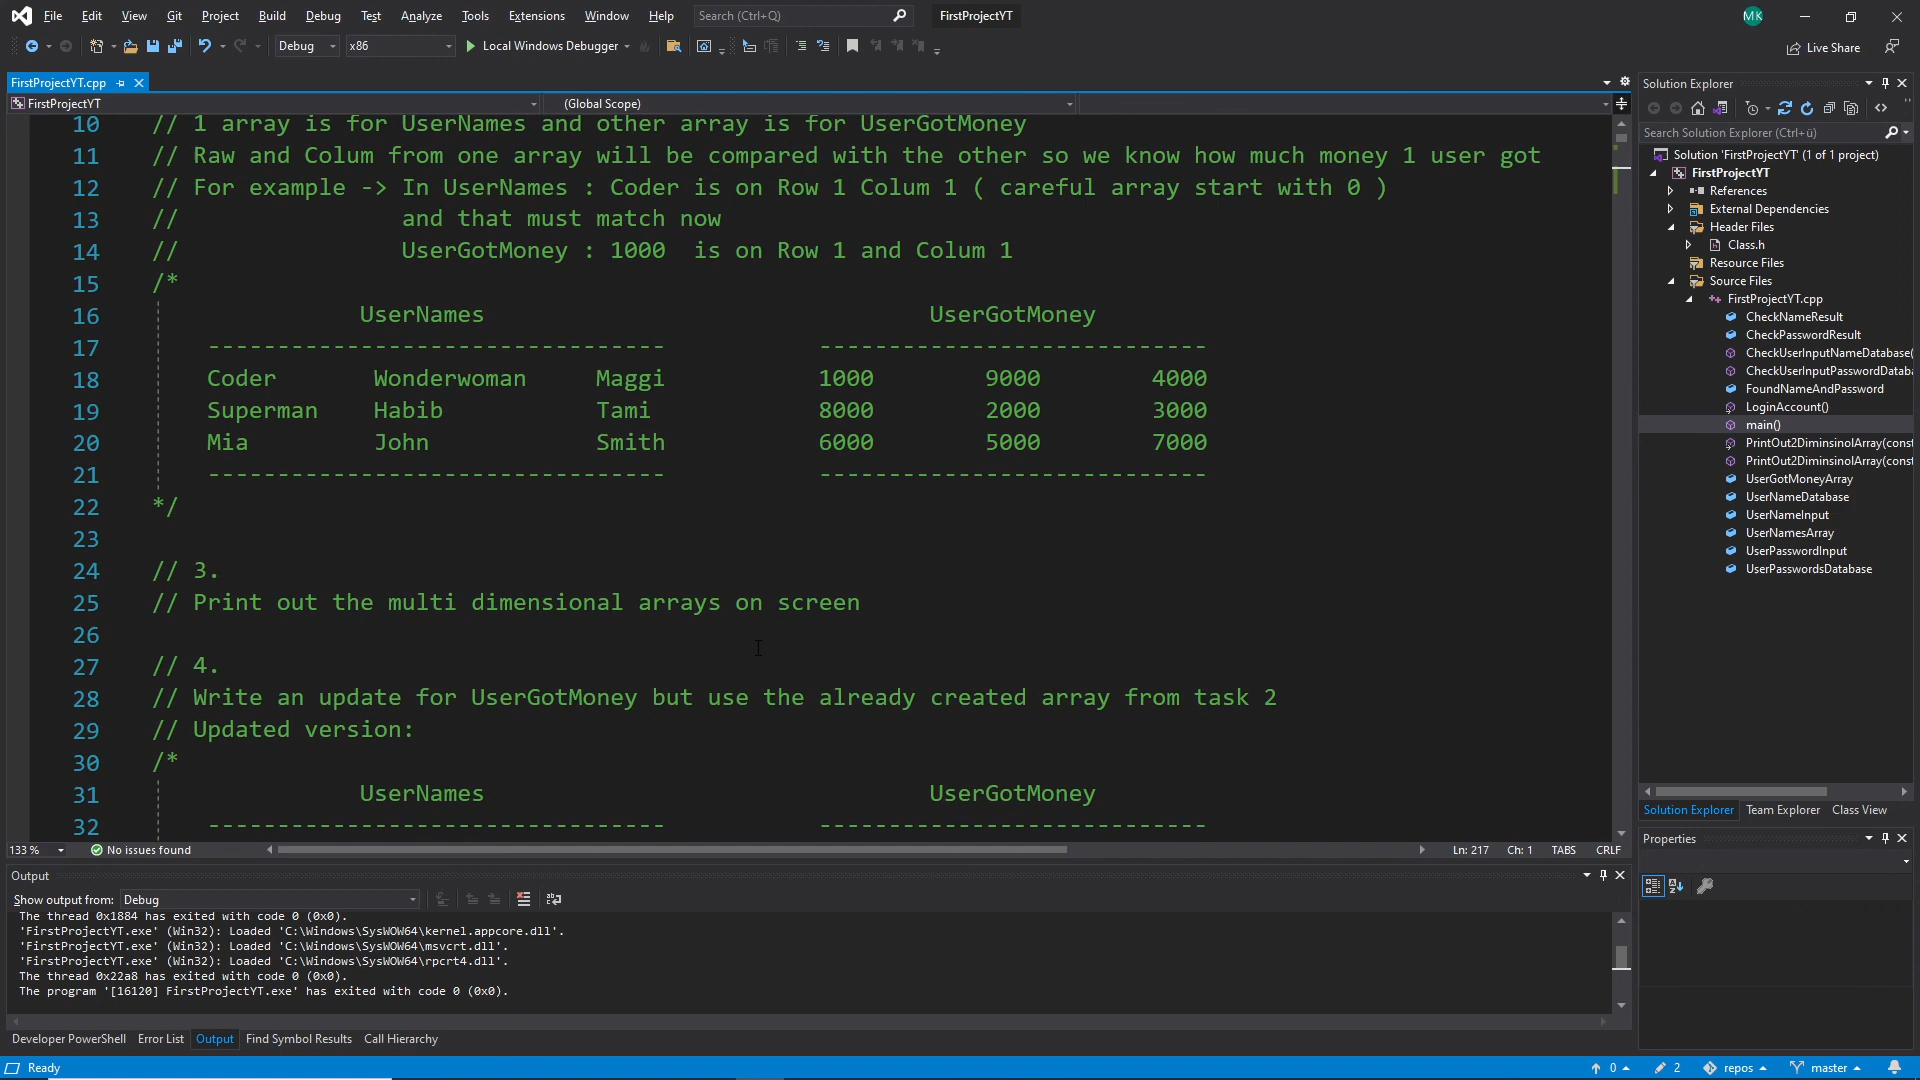 File Edit View Git Project Build Debug Test Analyze Tools Extensions Window Help Search (Ctrl+Q) FirstProjectYT MK
Debug x86 Local Windows Debugger Live Share
FirstProjectYT.cpp
FirstProjectYT (Global Scope)
10 // 1 array is for UserNames and other array is for UserGotMoney
11 // Raw and Colum from one array will be compared with the other so we know how much money 1 user got
12 // For example -> In UserNames : Coder is on Row 1 Colum 1 ( careful array start with 0 )
13 // and that must match now
14 // UserGotMoney : 1000 is on Row 1 and Colum 1
15 /*
16 UserNames UserGotMoney
17 --------------------------------- ----------------------------
18 Coder Wonderwoman Maggi 1000 9000 4000
19 Superman Habib Tami 8000 2000 3000
20 Mia John Smith 6000 5000 7000
21 --------------------------------- ----------------------------
22 */
23
24 // 3.
25 // Print out the multi dimensional arrays on screen
26
27 // 4.
28 // Write an update for UserGotMoney but use the already created array from task 2
29 // Updated version:
30 /*
31 UserNames UserGotMoney
32 --------------------------------- ----------------------------
133 % No issues found Ln: 217 Ch: 1 TABS CRLF
Output
Show output from: Debug
The thread 0x1884 has exited with code 0 (0x0).
'FirstProjectYT.exe' (Win32): Loaded 'C:\Windows\SysWOW64\kernel.appcore.dll'.
'FirstProjectYT.exe' (Win32): Loaded 'C:\Windows\SysWOW64\msvcrt.dll'.
'FirstProjectYT.exe' (Win32): Loaded 'C:\Windows\SysWOW64\rpcrt4.dll'.
The thread 0x22a8 has exited with code 0 (0x0).
The program '[16120] FirstProjectYT.exe' has exited with code 0 (0x0).
Developer PowerShell Error List Output Find Symbol Results Call Hierarchy
Solution Explorer
Search Solution Explorer (Ctrl+ü)
Solution 'FirstProjectYT' (1 of 1 project)
FirstProjectYT
References
External Dependencies
Header Files
Class.h
Resource Files
Source Files
FirstProjectYT.cpp
CheckNameResult
CheckPasswordResult
CheckUserInputNameDatabase(
CheckUserInputPasswordDataba
FoundNameAndPassword
LoginAccount()
main()
PrintOut2DiminsinolArray(const
PrintOut2DiminsinolArray(const
UserGotMoneyArray
UserNameDatabase
UserNameInput
UserNamesArray
UserPasswordInput
UserPasswordsDatabase
Solution Explorer Team Explorer Class View
Properties
Ready 0 2 repos master